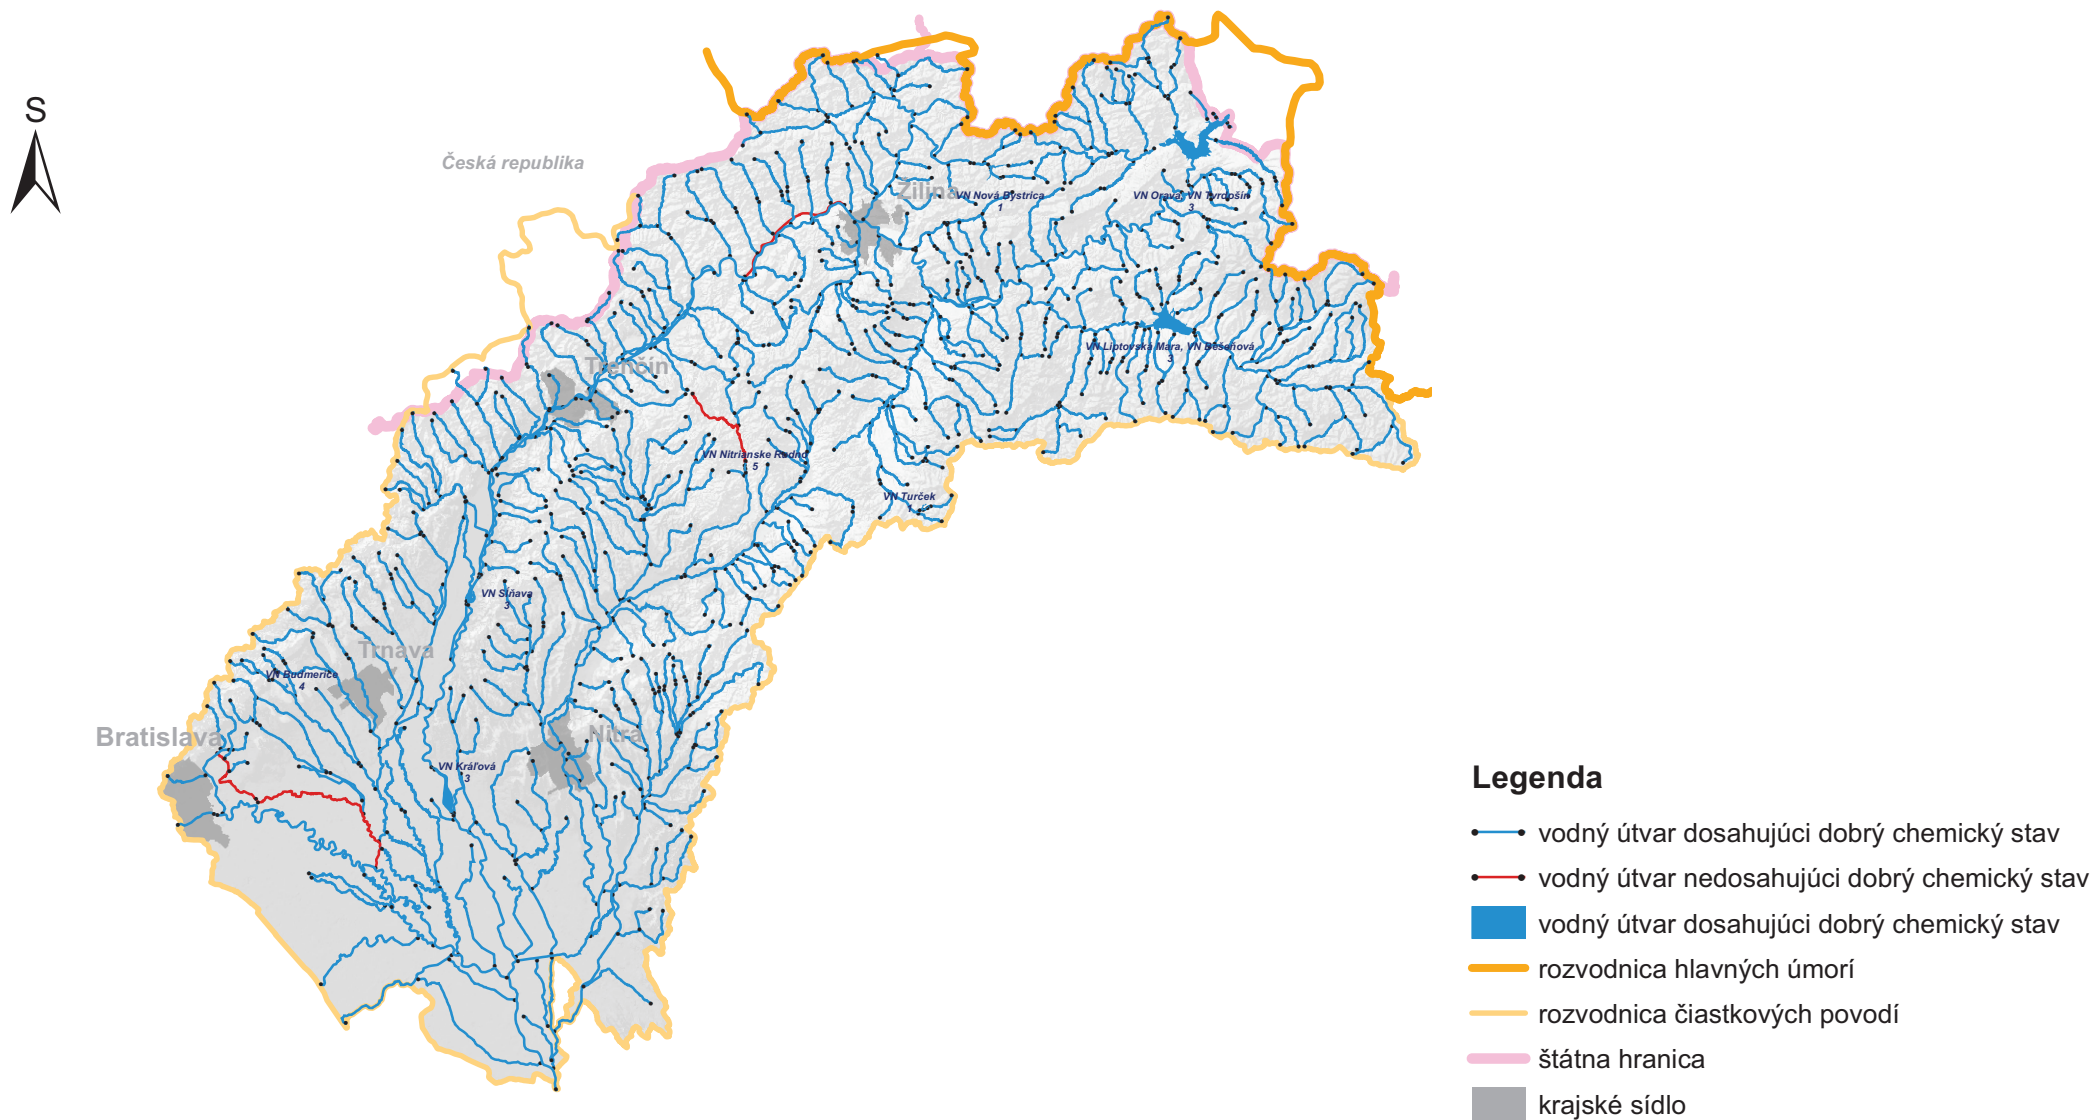 S
Česká republika
Žilina
VN Nová Bystrica
1
VN Orava, VN Tvrdošín
3
VN Liptovská Mara, VN Bešeňová
3
Trenčín
VN Nitrianske Rudno
5
VN Turček
1
VN Síňava
3
Trnava
VN Budmerice
4
Bratislava
Nitra
VN Kráľová
3
Legenda
vodný útvar dosahujúci dobrý chemický stav
vodný útvar nedosahujúci dobrý chemický stav
vodný útvar dosahujúci dobrý chemický stav
rozvodnica hlavných úmorí
rozvodnica čiastkových povodí
štátna hranica
krajské sídlo